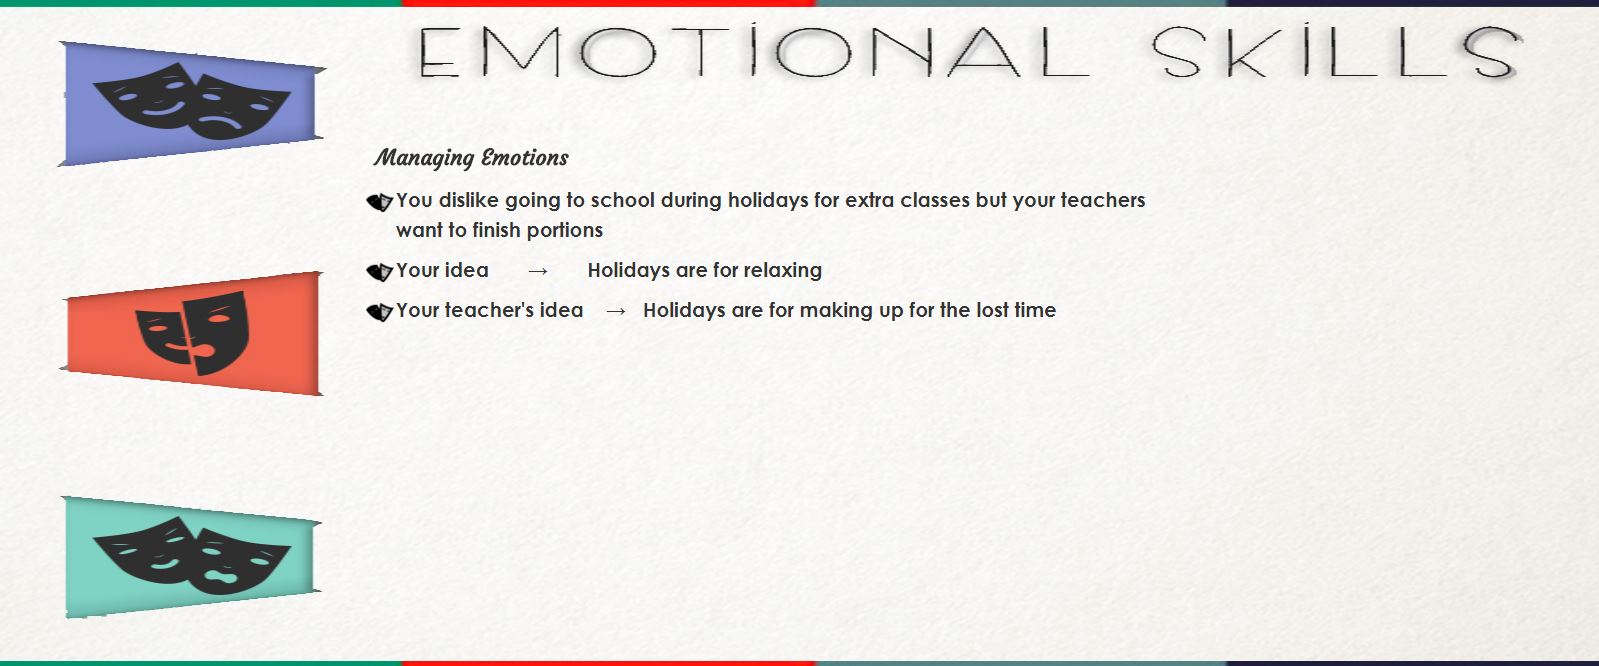 EMOTIONAL SKILLS
Managing Emotions
You dislike going to school during holidays for extra classes but your teachers
want to finish portions
Your idea → Holidays are for relaxing
Your teacher's idea → Holidays are for making up for the lost time